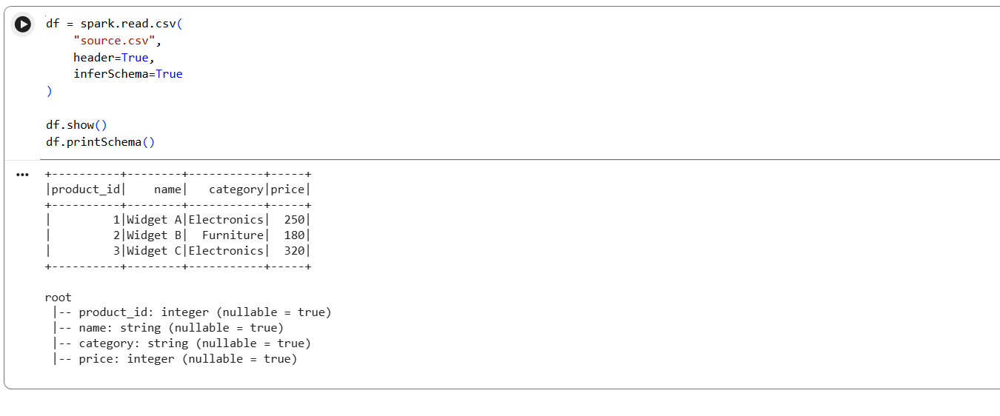 df = spark.read.csv(
    "source.csv",
    header=True,
    inferSchema=True
)
df.show()
df.printSchema()
+----------+--------+-----------+-----+
|product_id|    name|   category|price|
+----------+--------+-----------+-----+
|         1|Widget A|Electronics|  250|
|         2|Widget B|  Furniture|  180|
|         3|Widget C|Electronics|  320|
+----------+--------+-----------+-----+
root
 |-- product_id: integer (nullable = true)
 |-- name: string (nullable = true)
 |-- category: string (nullable = true)
 |-- price: integer (nullable = true)